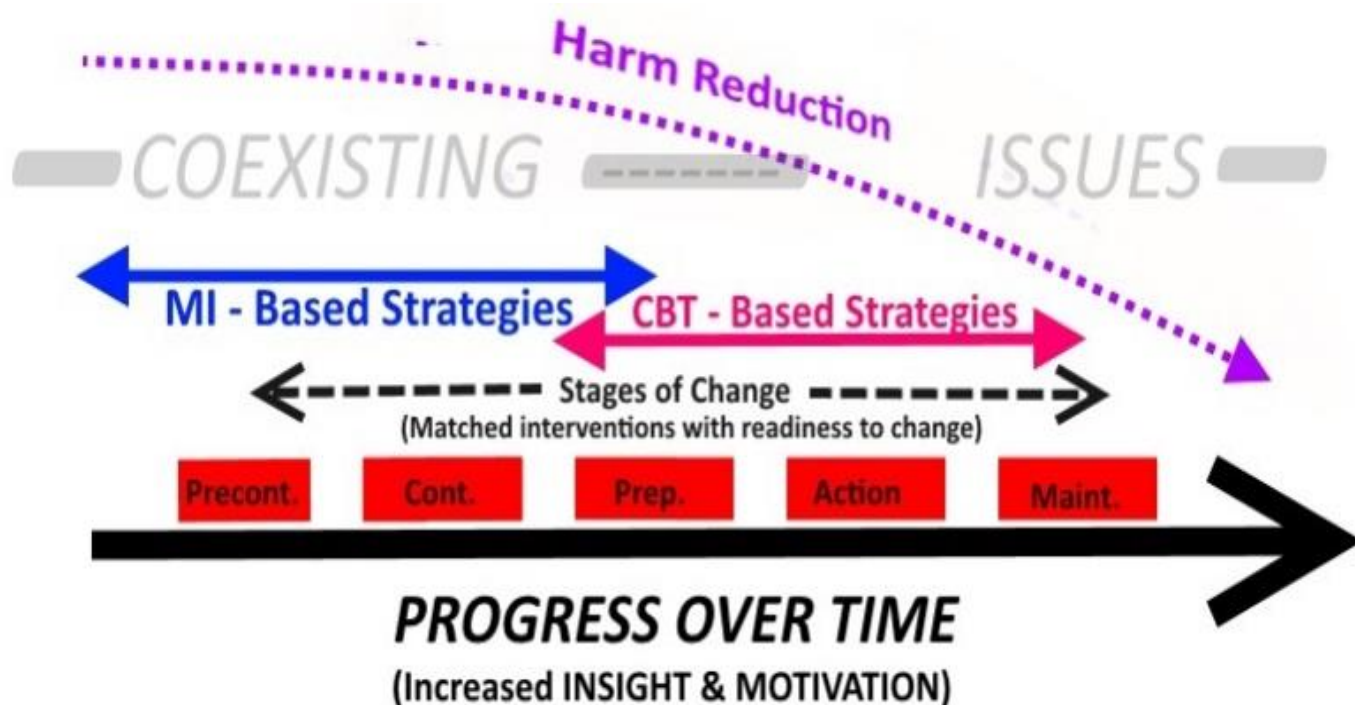 Harm Reduction
COEXISTING ISSUES
MI - Based Strategies
CBT - Based Strategies
Stages of Change
(Matched interventions with readiness to change)
Precont. Cont. Prep. Action Maint.
PROGRESS OVER TIME
(Increased INSIGHT & MOTIVATION)